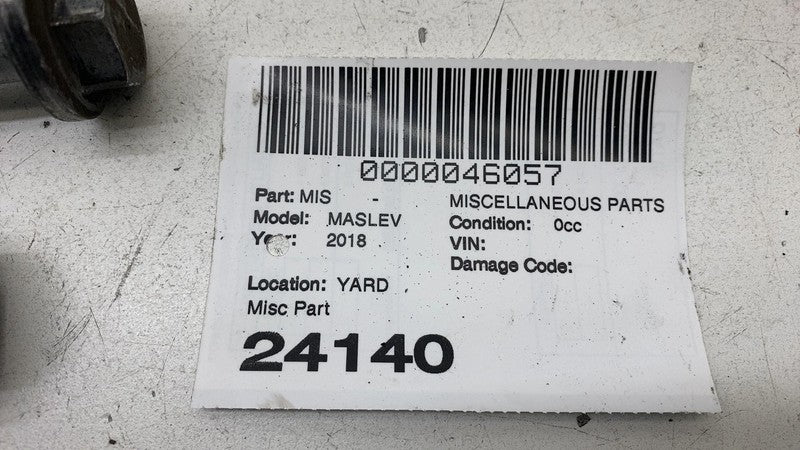 0000046057
Part: MIS - MISCELLANEOUS PARTS
Model: MASLEV Condition: 0cc
Year: 2018 VIN:
Damage Code:
Location: YARD
Misc Part
24140